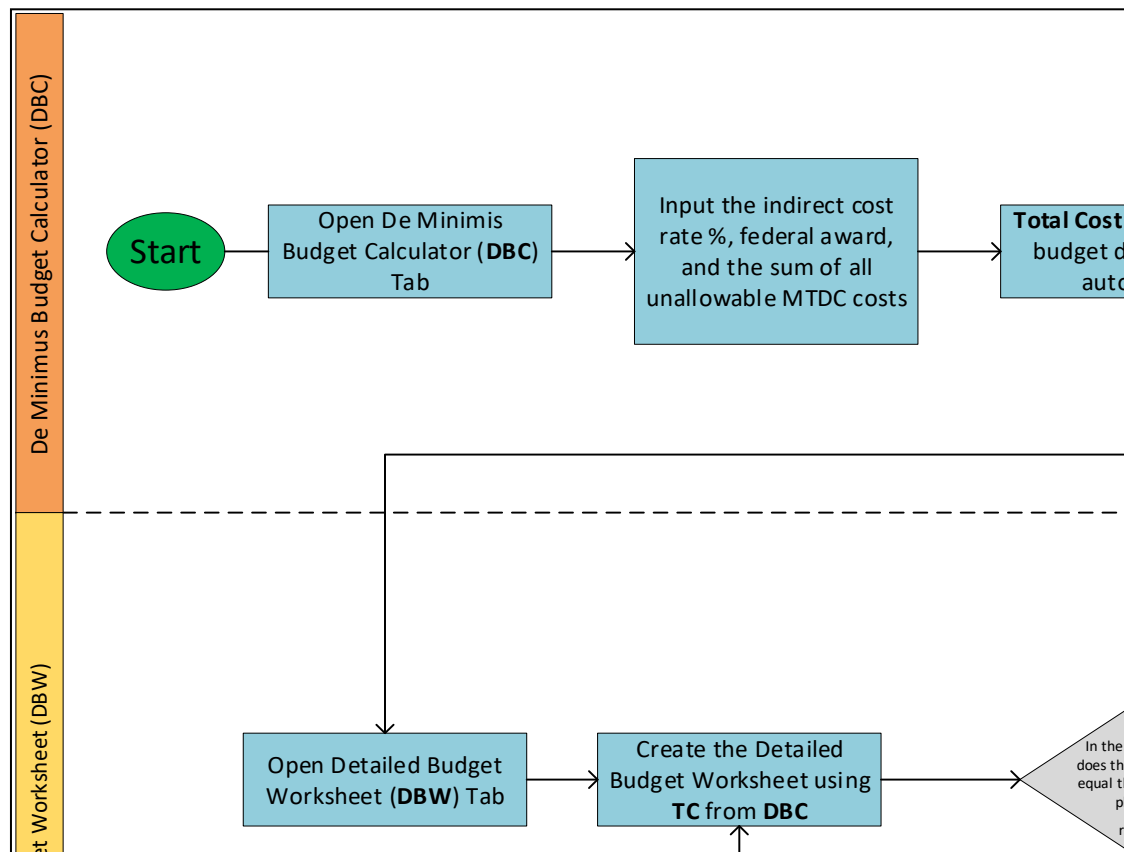 De Minimus Budget Calculator (DBC)
Start
Open De Minimis
Budget Calculator (DBC)
Tab
Input the indirect cost
rate %, federal award,
and the sum of all
unallowable MTDC costs
Total Cost
budget d
auto
et Worksheet (DBW)
Open Detailed Budget
Worksheet (DBW) Tab
Create the Detailed
Budget Worksheet using
TC from DBC
In the
does th
equal th
p